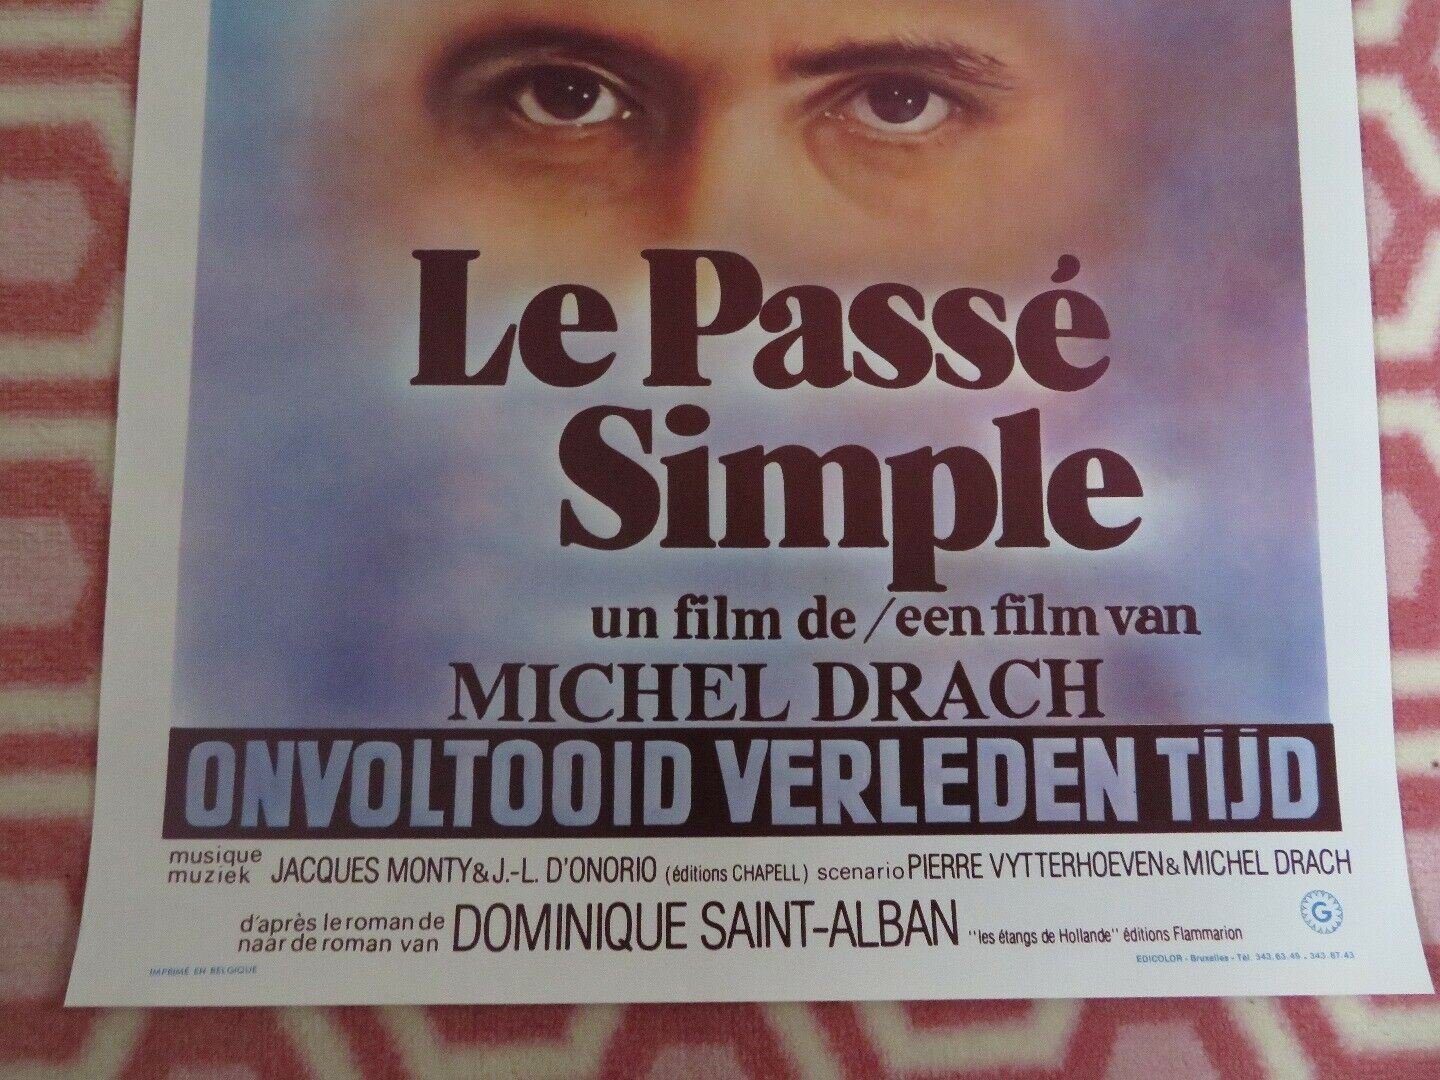 Le Passé
Simple
un film de / een film van
MICHEL DRACH
ONVOLTOOID VERLEDEN TIJD
musique
muziek JACQUES MONTY & J.-L. D'ONORIO (éditions CHAPELL) scenario PIERRE VYTTERHOEVEN & MICHEL DRACH
d'après le roman de
naar de roman van DOMINIQUE SAINT-ALBAN "les étangs de Hollande" éditions Flammarion
G
IMPRIMÉ EN BELGIQUE
EDICOLOR - Bruxelles - Tél. 343.63.49 - 343.87.43